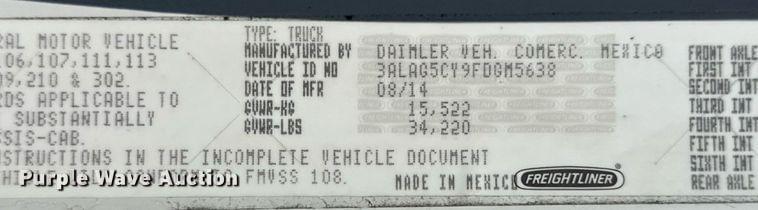 RAL MOTOR VEHICLE
06,107,111,113
09,210 & 302.
RDS APPLICABLE TO
SUBSTANTIALLY
SSIS-CAB.
NSTRUCTIONS IN THE INCOMPLETE VEHICLE DOCUMENT
FMVSS 108.
TYPE: TRUCK
MANUFACTURED BY DAIMLER VEH. COMERC. MEXICO
VEHICLE ID NO 3ALAG5CY9FDGM5638
DATE OF MFR 08/14
GVWR-KG 15,522
GVWR-LBS 34,220
MADE IN MEXICO
FREIGHTLINER
FRONT AXLE
FIRST INT
SECOND INT
THIRD INT
FOURTH INT
FIFTH INT
SIXTH INT
REAR AXLE
Purple Wave Auction